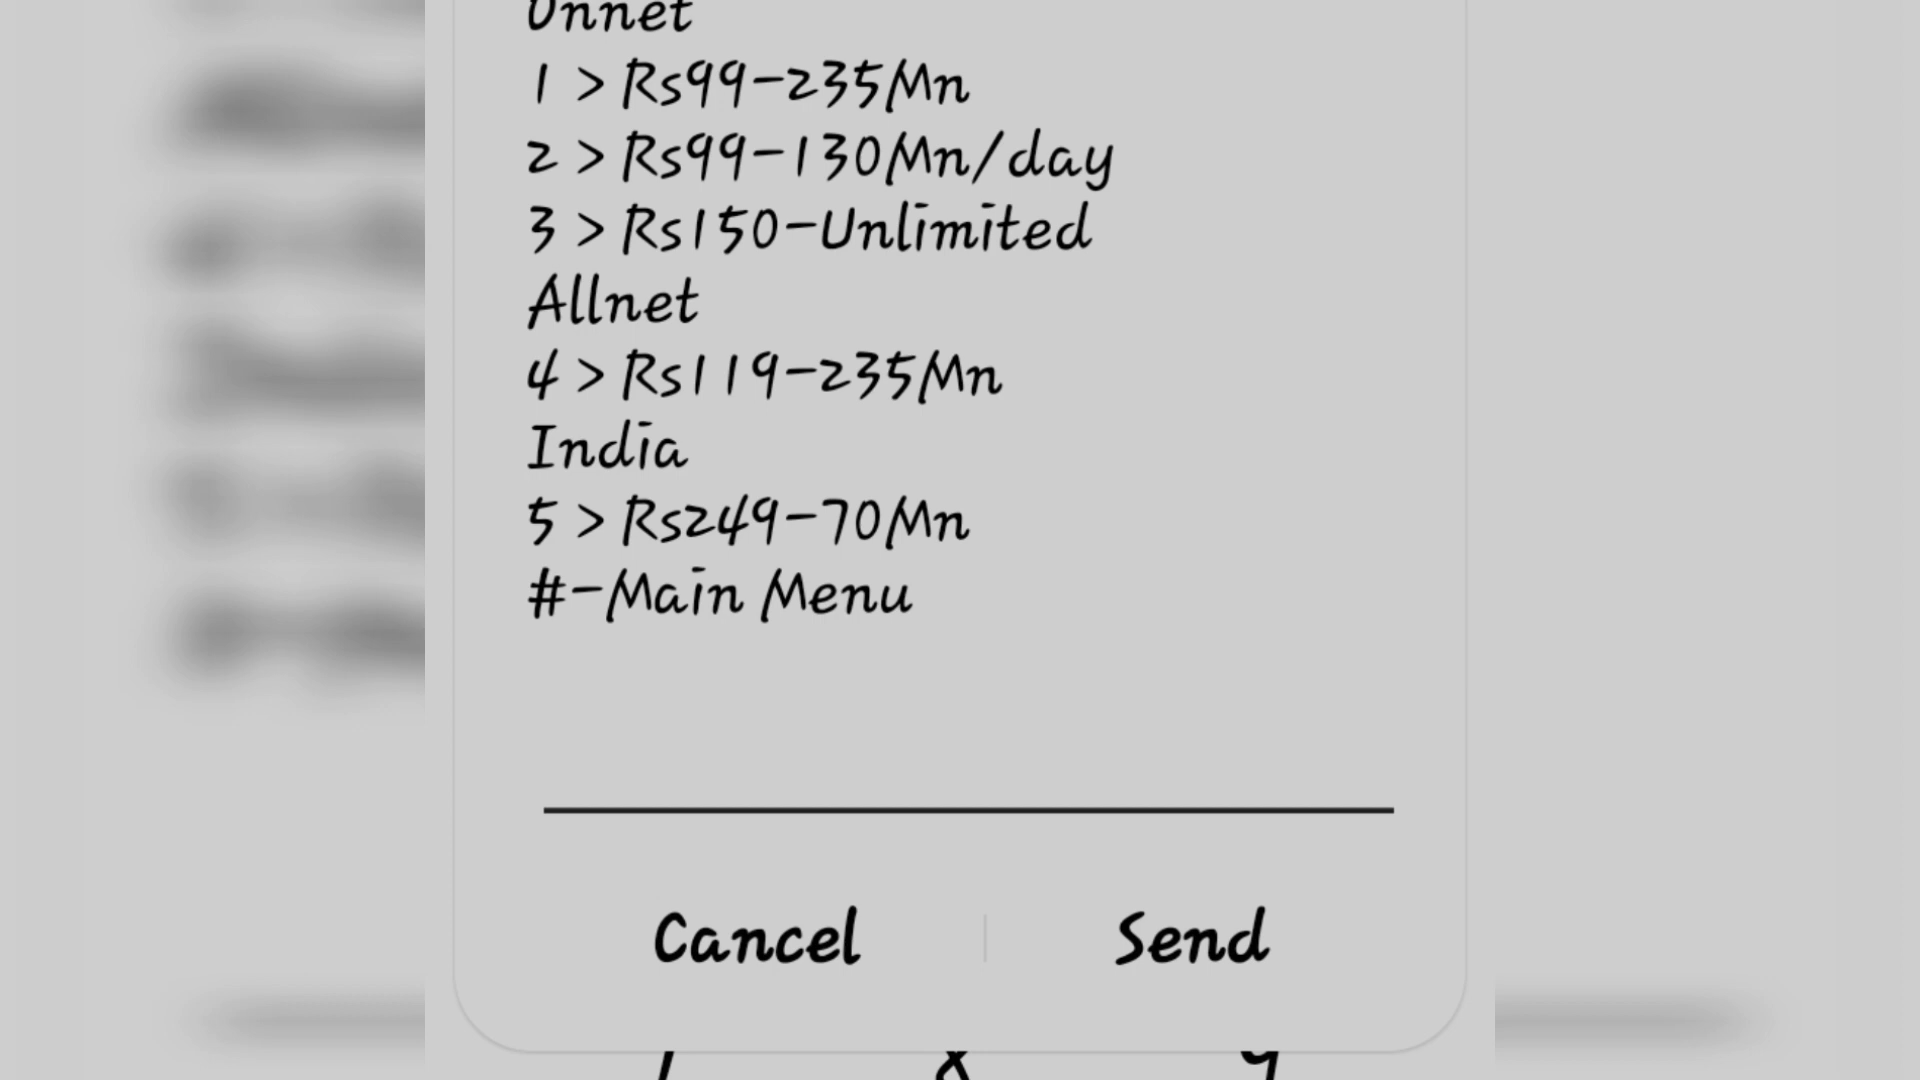 Onnet
1 > Rs99-235Mn
2 > Rs99-130Mn/day
3 > Rs150-Unlimited
Allnet
4 > Rs119-235Mn
India
5 > Rs249-70Mn
#-Main Menu
Cancel
Send